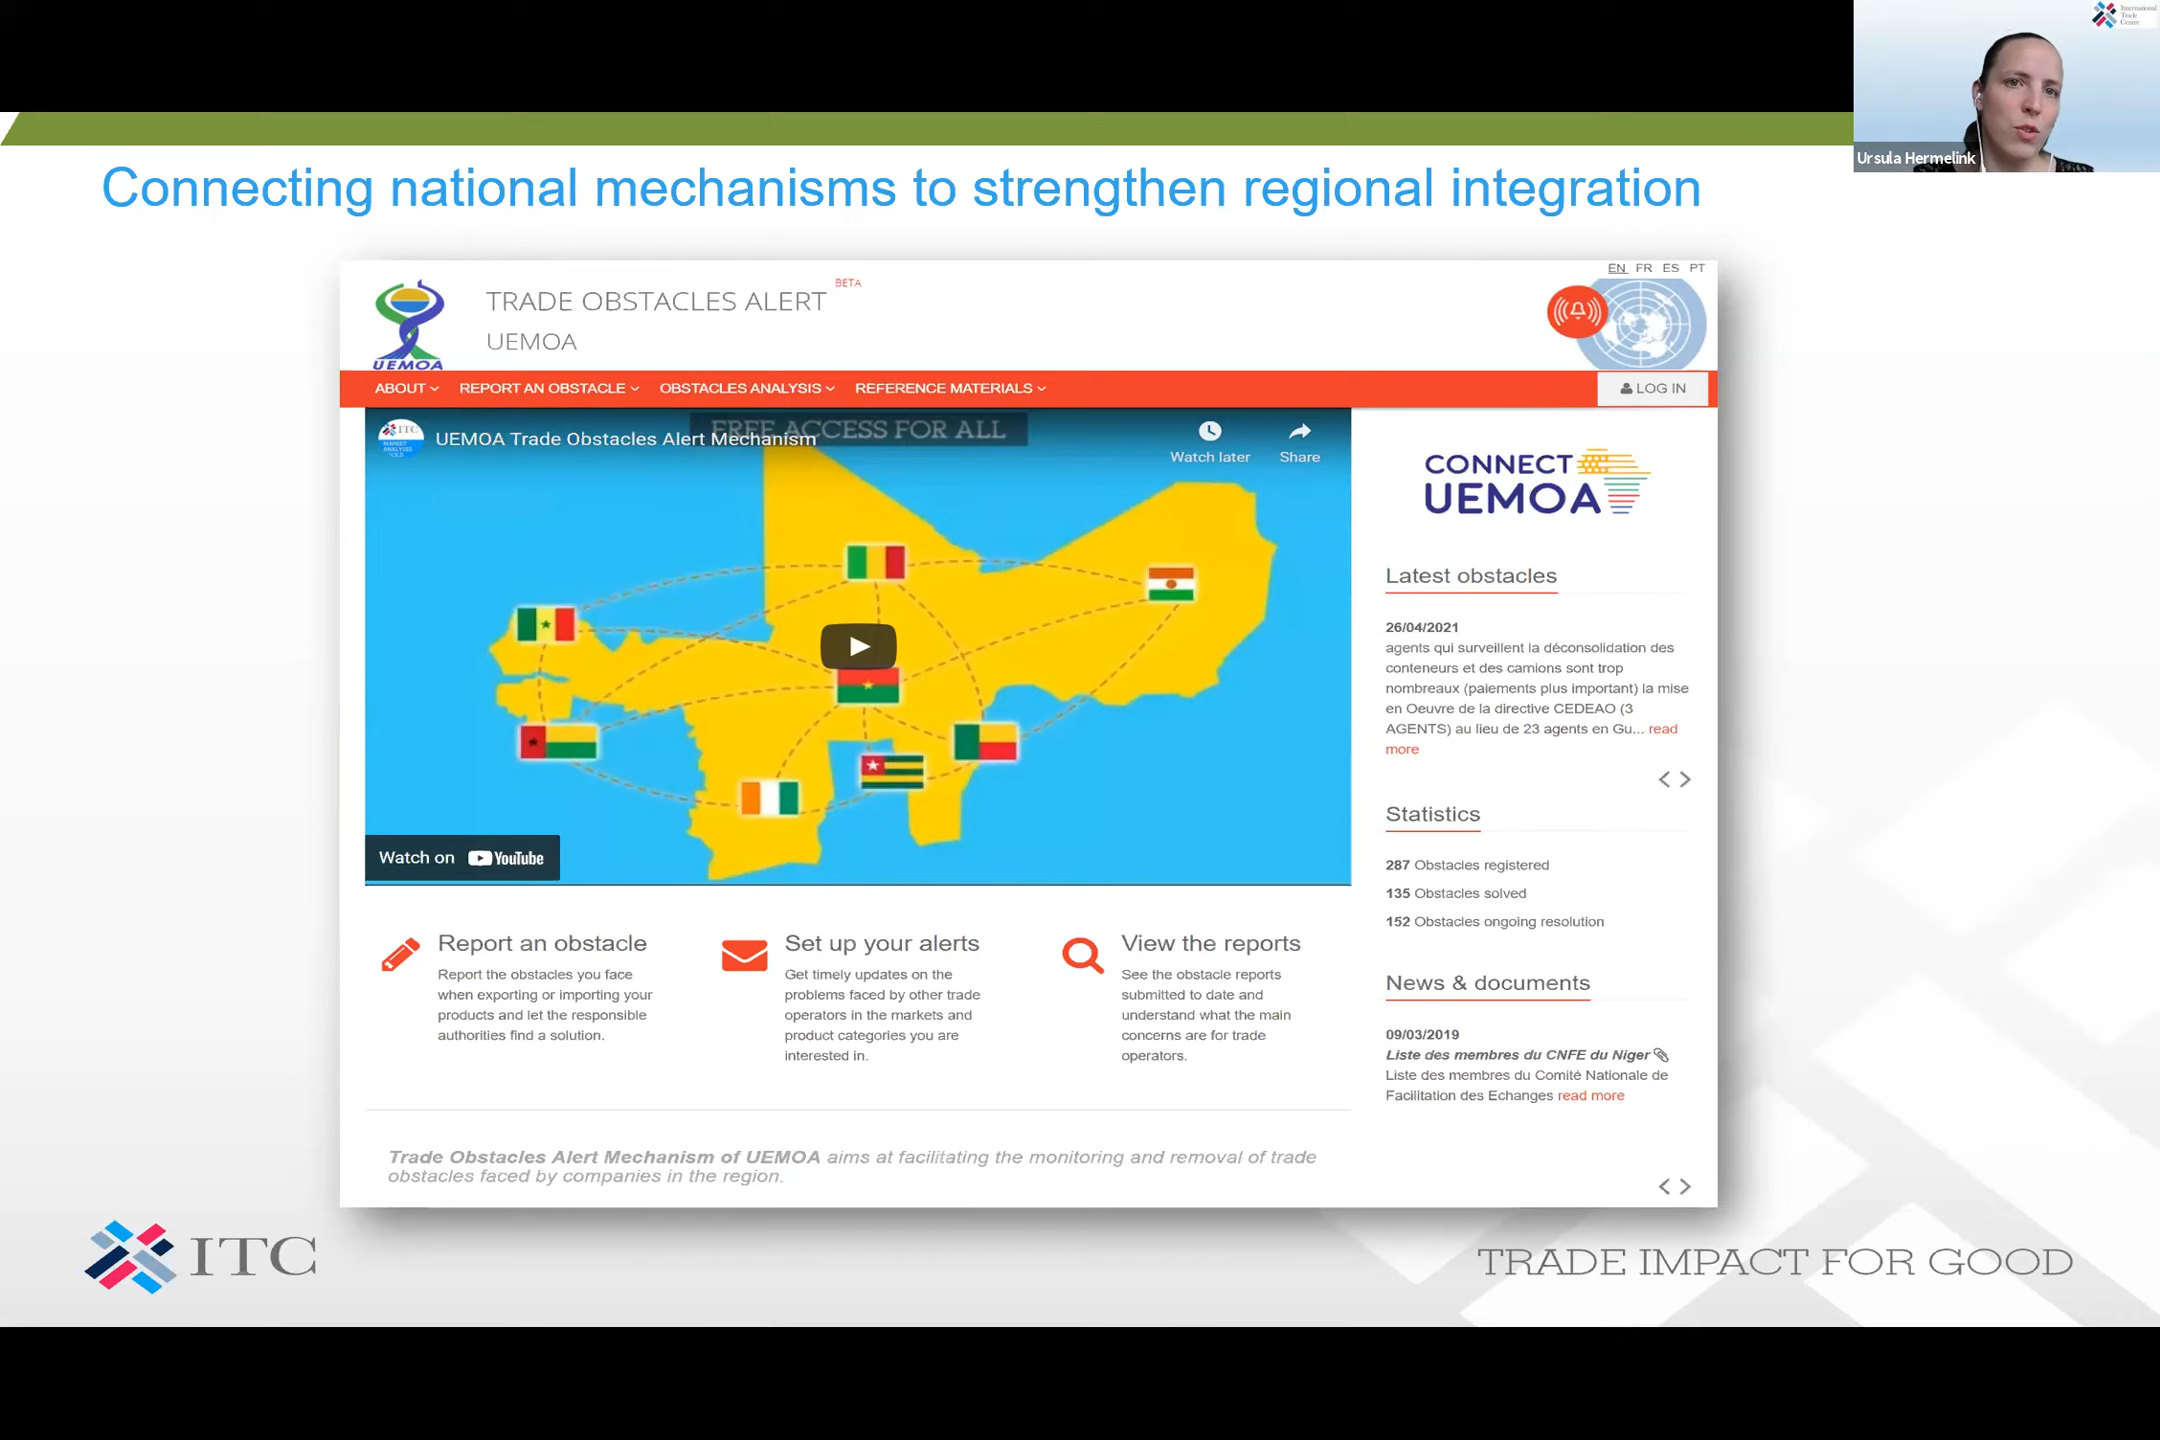 International
Trade
Centre
Ursula Hermelink
Connecting national mechanisms to strengthen regional integration
EN FR ES PT
UEMOA
TRADE OBSTACLES ALERT BETA
UEMOA
ABOUT REPORT AN OBSTACLE OBSTACLES ANALYSIS REFERENCE MATERIALS LOG IN
ITC
MARKET
ANALYSIS
TOOLS
UEMOA Trade Obstacles Alert Mechanism
FREE ACCESS FOR ALL
Watch later Share
Watch on YouTube
CONNECT
UEMOA
Latest obstacles
26/04/2021
agents qui surveillent la déconsolidation des
conteneurs et des camions sont trop
nombreux (paiements plus important) la mise
en Oeuvre de la directive CEDEAO (3
AGENTS) au lieu de 23 agents en Gu... read
more
Statistics
287 Obstacles registered
135 Obstacles solved
152 Obstacles ongoing resolution
News & documents
09/03/2019
Liste des membres du CNFE du Niger
Liste des membres du Comité Nationale de
Facilitation des Echanges read more
Report an obstacle
Report the obstacles you face
when exporting or importing your
products and let the responsible
authorities find a solution.
Set up your alerts
Get timely updates on the
problems faced by other trade
operators in the markets and
product categories you are
interested in.
View the reports
See the obstacle reports
submitted to date and
understand what the main
concerns are for trade
operators.
Trade Obstacles Alert Mechanism of UEMOA aims at facilitating the monitoring and removal of trade
obstacles faced by companies in the region.
ITC
TRADE IMPACT FOR GOOD